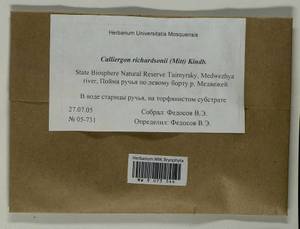 Herbarium Universitatis Mosquensis
Calliergon richardsonii (Mitt) Kindb.
State Biosphere Natural Reserve Taimyrsky, Medwezhya
river, Пойма ручья по левому борту р. Медвежей
В воде старицы ручья, на торфянистом субстрате
27.07.05 Собрал: Федосов В.Э.
№ 05-731 Определил: Федосов В.Э.
Herbarium MW, Bryophyta